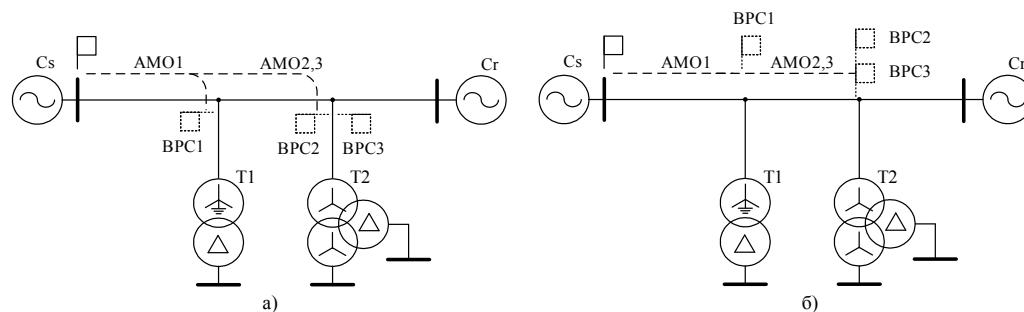 BPC1
BPC2
Cs
AMO1
AMO2,3
Cr
Cs
AMO1
AMO2,3
BPC3
Cr
BPC1
BPC2
BPC3
T1
T2
T1
T2
а)
б)